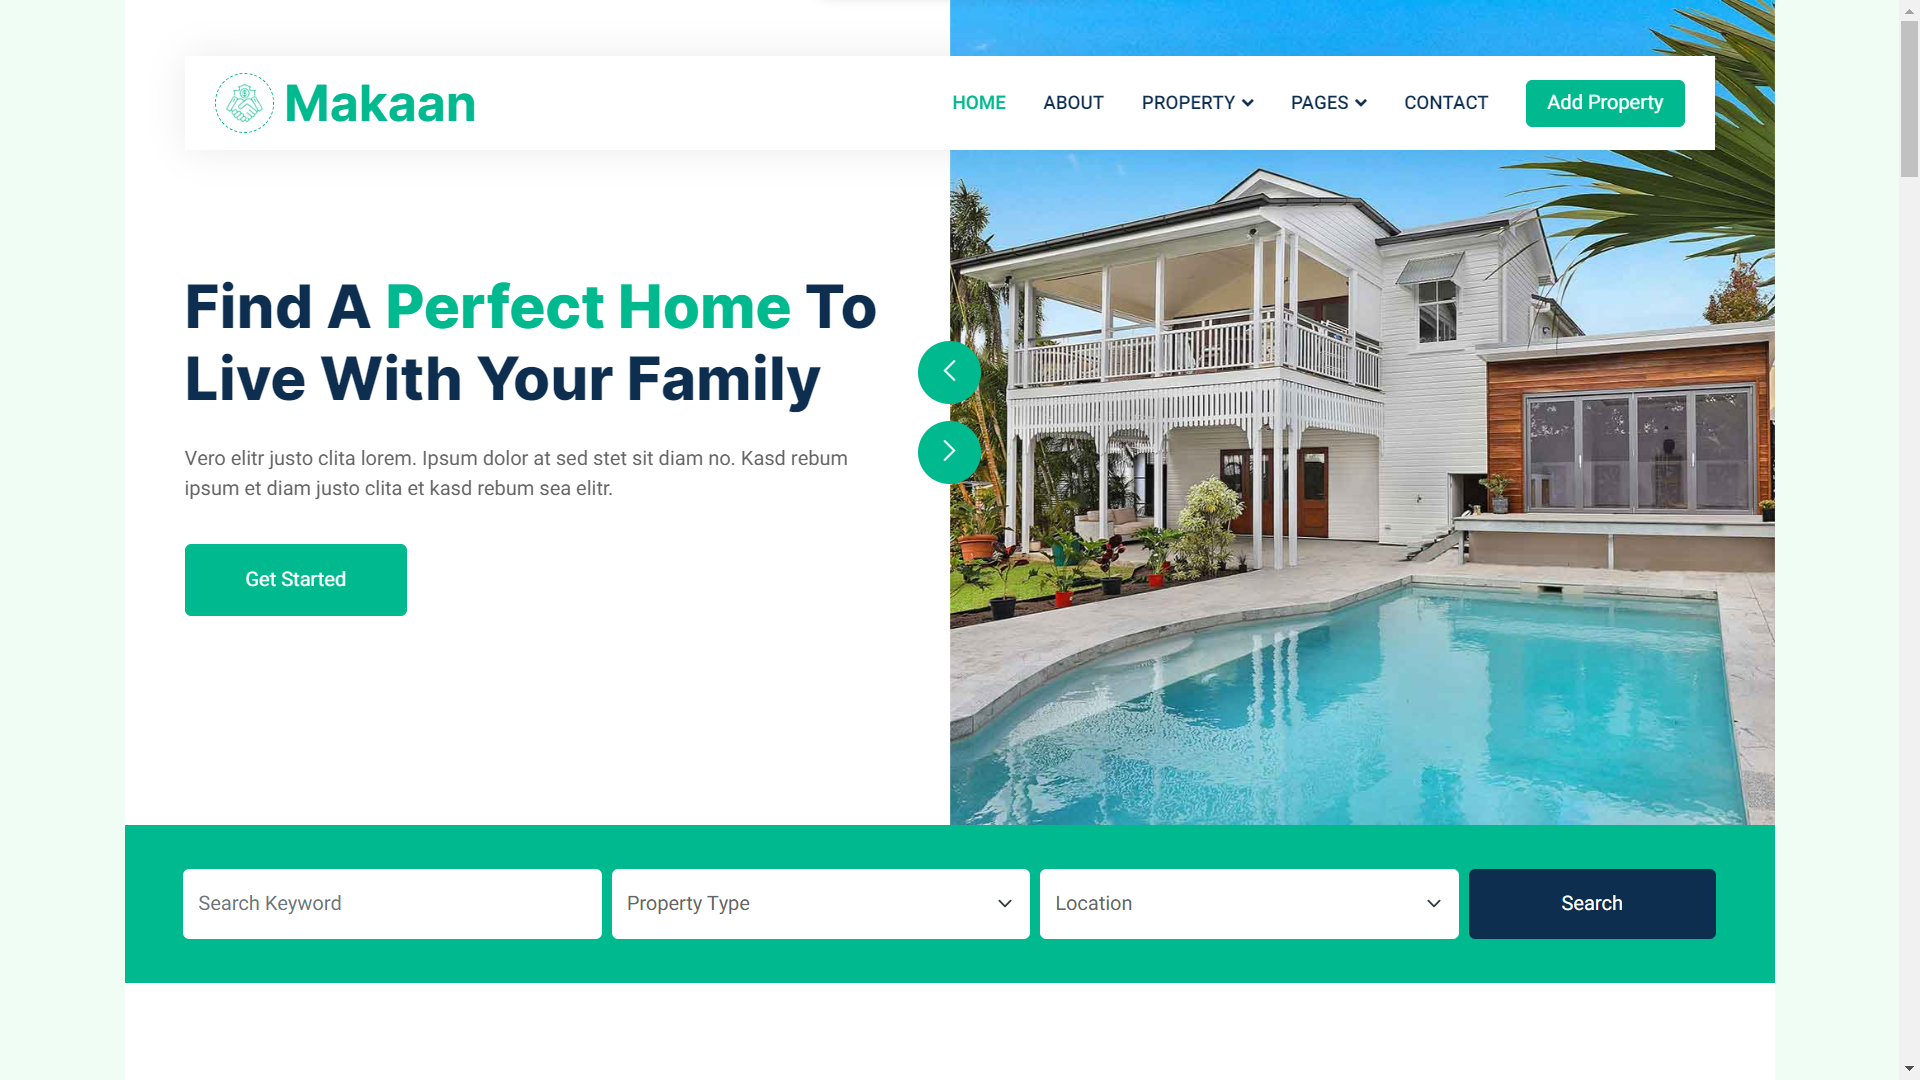 Makaan
HOME ABOUT PROPERTY PAGES CONTACT Add Property
Find A Perfect Home To
Live With Your Family
Vero elitr justo clita lorem. Ipsum dolor at sed stet sit diam no. Kasd rebum
ipsum et diam justo clita et kasd rebum sea elitr.
Get Started
Search Keyword Property Type Location Search